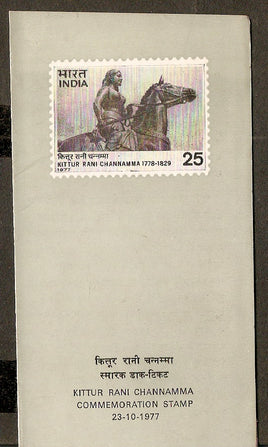 भारत
INDIA
कित्तूर रानी चन्नम्मा
KITTUR RANI CHANNAMMA 1778-1829
1977
25
कित्तूर रानी चन्नम्मा
स्मारक डाक-टिकट
KITTUR RANI CHANNAMMA
COMMEMORATION STAMP
23-10-1977